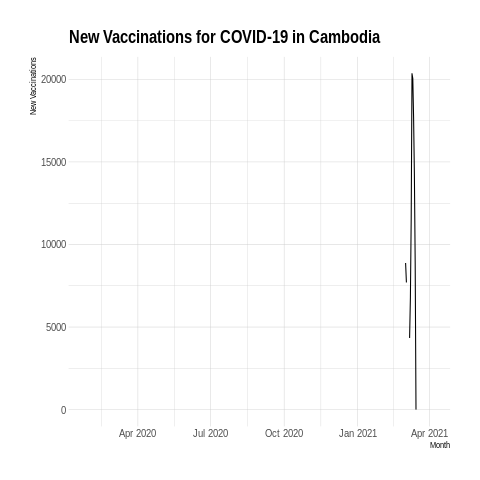 New Vaccinations for COVID-19 in Cambodia
New Vaccinations
20000
15000
10000
5000
0
Apr 2020 Jul 2020 Oct 2020 Jan 2021 Apr 2021
Month